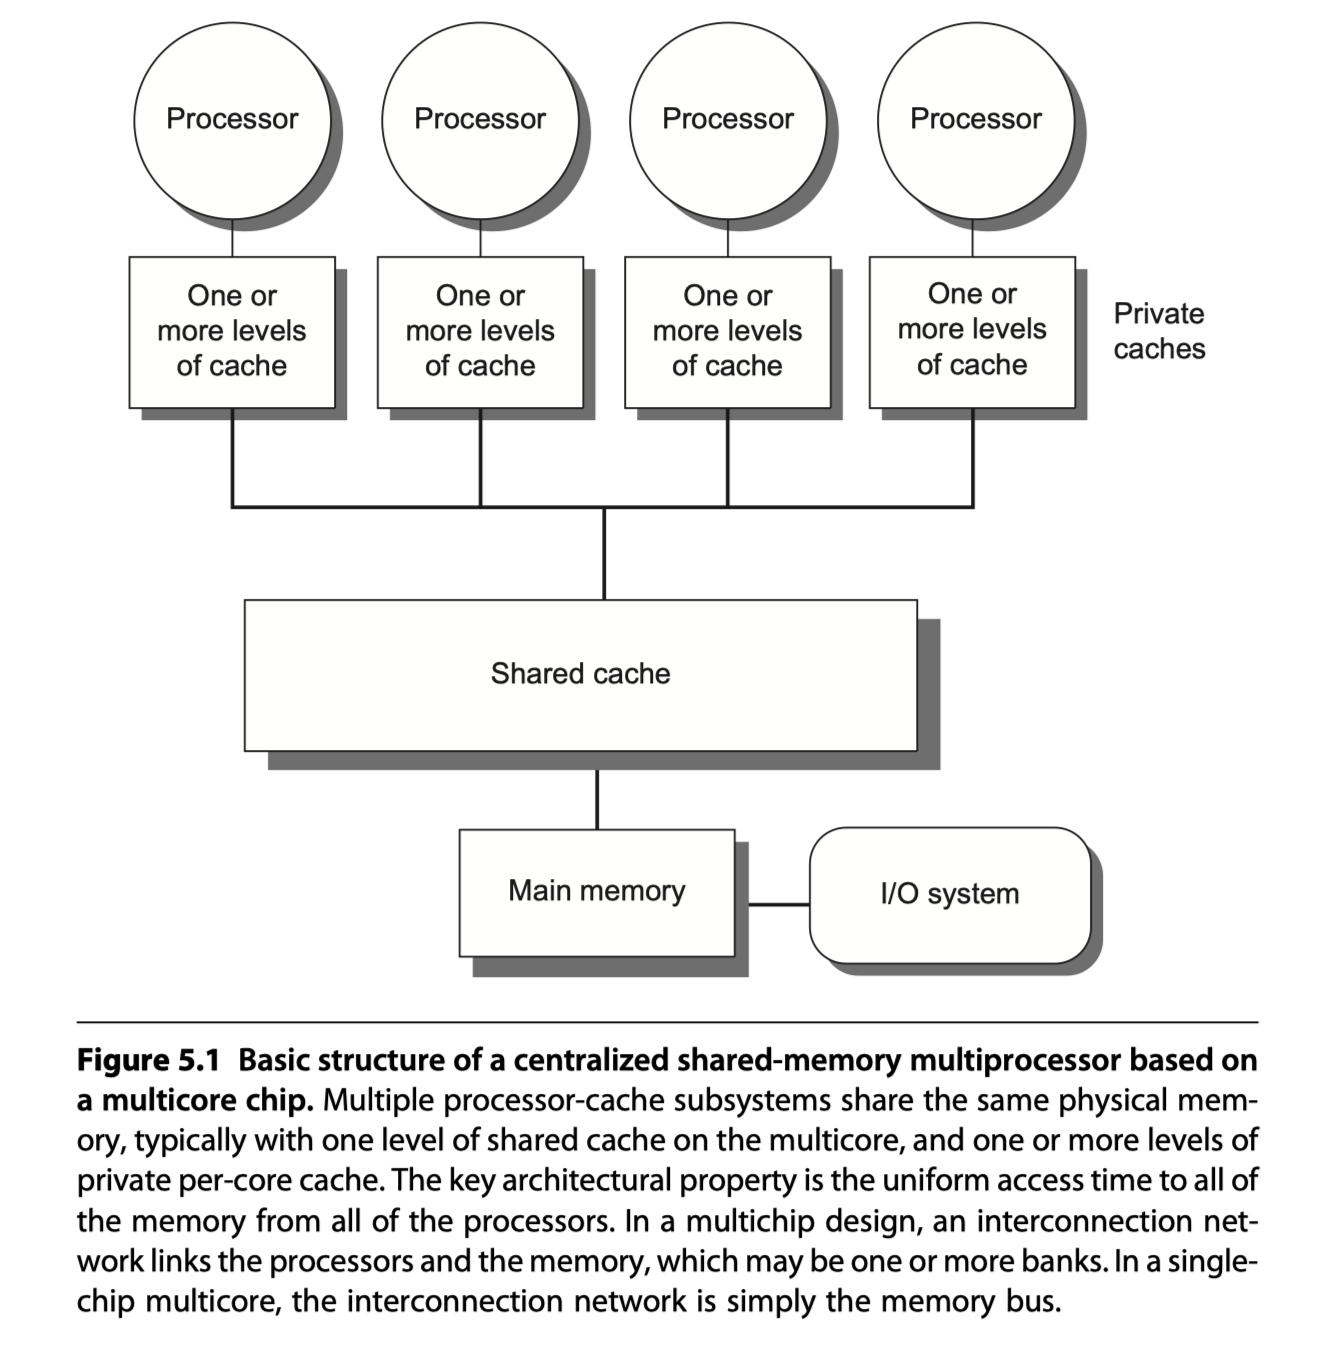 Processor
Processor
Processor
Processor
One or
more levels
of cache
One or
more levels
of cache
One or
more levels
of cache
One or
more levels
of cache
Private
caches
Shared cache
Main memory
I/O system
Figure 5.1 Basic structure of a centralized shared-memory multiprocessor based on
a multicore chip. Multiple processor-cache subsystems share the same physical mem-
ory, typically with one level of shared cache on the multicore, and one or more levels of
private per-core cache. The key architectural property is the uniform access time to all of
the memory from all of the processors. In a multichip design, an interconnection net-
work links the processors and the memory, which may be one or more banks. In a single-
chip multicore, the interconnection network is simply the memory bus.